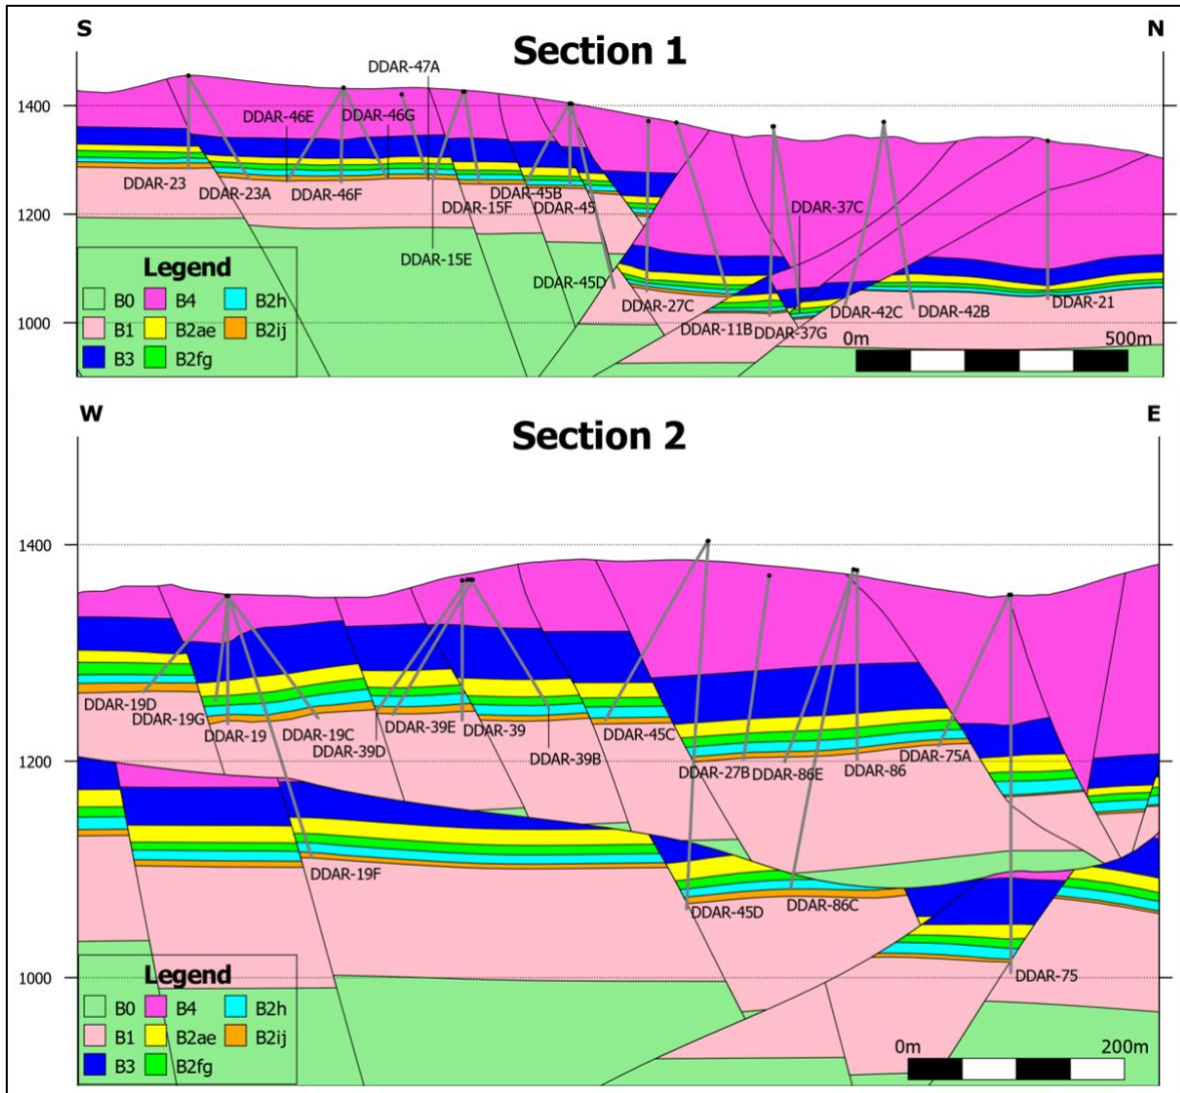 S
Section 1
N
DDAR-47A
1400
DDAR-46E
DDAR-46G
DDAR-23
DDAR-23A
DDAR-46F
DDAR-45B
DDAR-15F
DDAR-45
DDAR-37C
1200
DDAR-15E
Legend
DDAR-45D
B0
B4
B2h
DDAR-27C
DDAR-42C
DDAR-42B
DDAR-21
B1
B2ae
B2ij
1000
DDAR-11B
DDAR-37G
0m
500m
B3
B2fg
W
Section 2
E
1400
DDAR-19D
DDAR-19G
DDAR-19
DDAR-19C
DDAR-39D
DDAR-39E
DDAR-39
DDAR-39B
DDAR-45C
1200
DDAR-27B
DDAR-86E
DDAR-86
DDAR-75A
DDAR-19F
DDAR-45D
DDAR-86C
Legend
1000
DDAR-75
B0
B4
B2h
B1
B2ae
B2ij
0m
200m
B3
B2fg